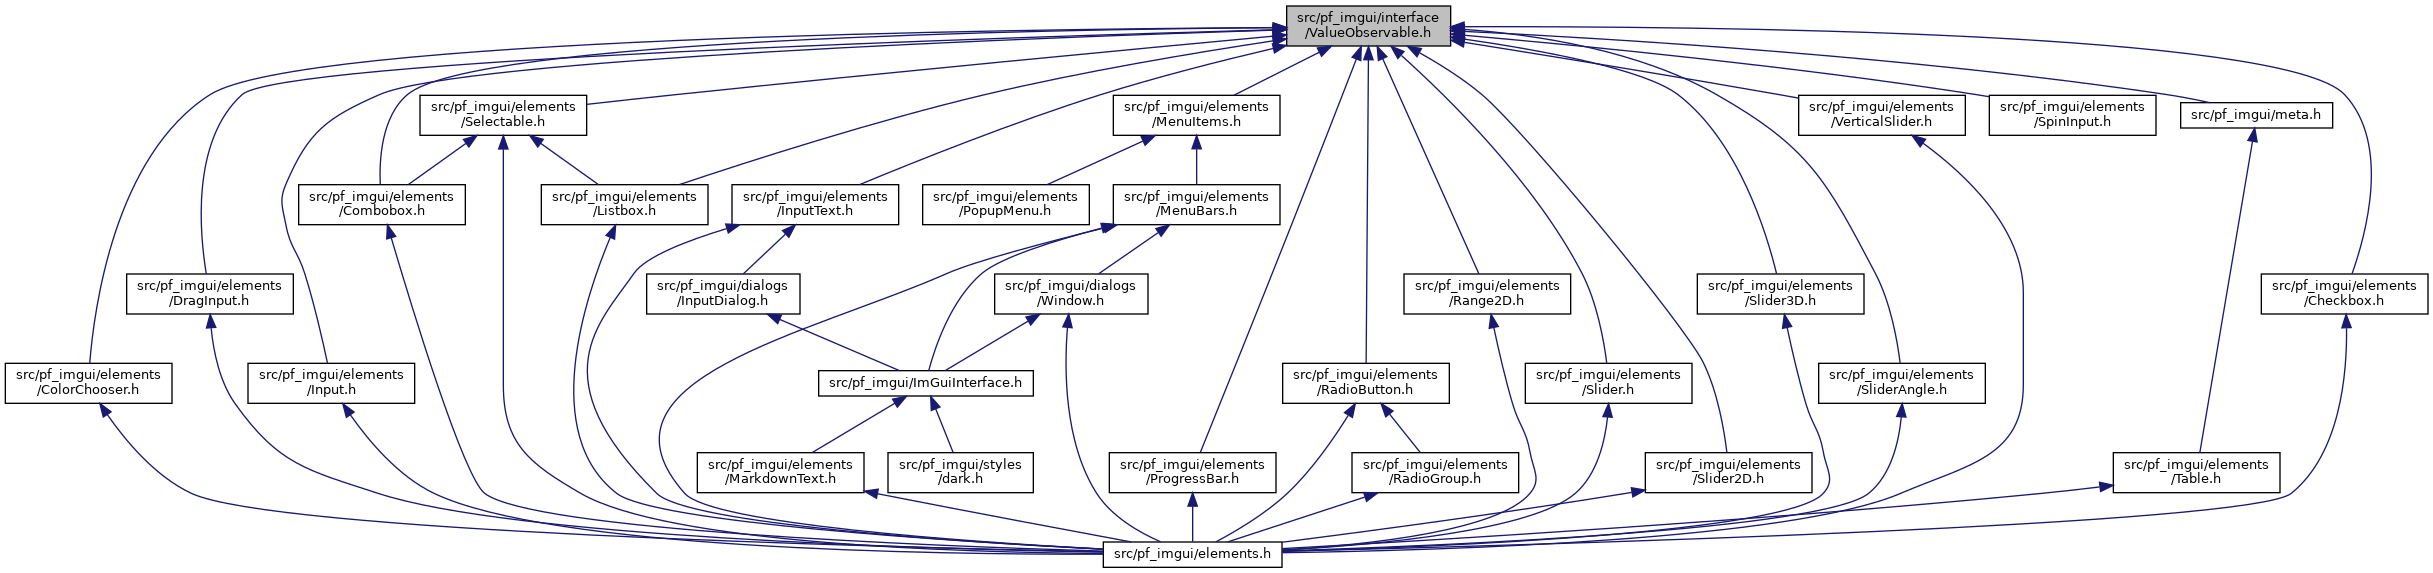 src/pf_imgui/interface
/ValueObservable.h
src/pf_imgui/elements
/Selectable.h
src/pf_imgui/elements
/MenuItems.h
src/pf_imgui/elements
/VerticalSlider.h
src/pf_imgui/elements
/SpinInput.h
src/pf_imgui/meta.h
src/pf_imgui/elements
/Combobox.h
src/pf_imgui/elements
/Listbox.h
src/pf_imgui/elements
/InputText.h
src/pf_imgui/elements
/PopupMenu.h
src/pf_imgui/elements
/MenuBars.h
src/pf_imgui/elements
/DragInput.h
src/pf_imgui/dialogs
/InputDialog.h
src/pf_imgui/dialogs
/Window.h
src/pf_imgui/elements
/Range2D.h
src/pf_imgui/elements
/Slider3D.h
src/pf_imgui/elements
/Checkbox.h
src/pf_imgui/elements
/ColorChooser.h
src/pf_imgui/elements
/Input.h
src/pf_imgui/ImGuiInterface.h
src/pf_imgui/elements
/RadioButton.h
src/pf_imgui/elements
/Slider.h
src/pf_imgui/elements
/SliderAngle.h
src/pf_imgui/elements
/MarkdownText.h
src/pf_imgui/styles
/dark.h
src/pf_imgui/elements
/ProgressBar.h
src/pf_imgui/elements
/RadioGroup.h
src/pf_imgui/elements
/Slider2D.h
src/pf_imgui/elements
/Table.h
src/pf_imgui/elements.h